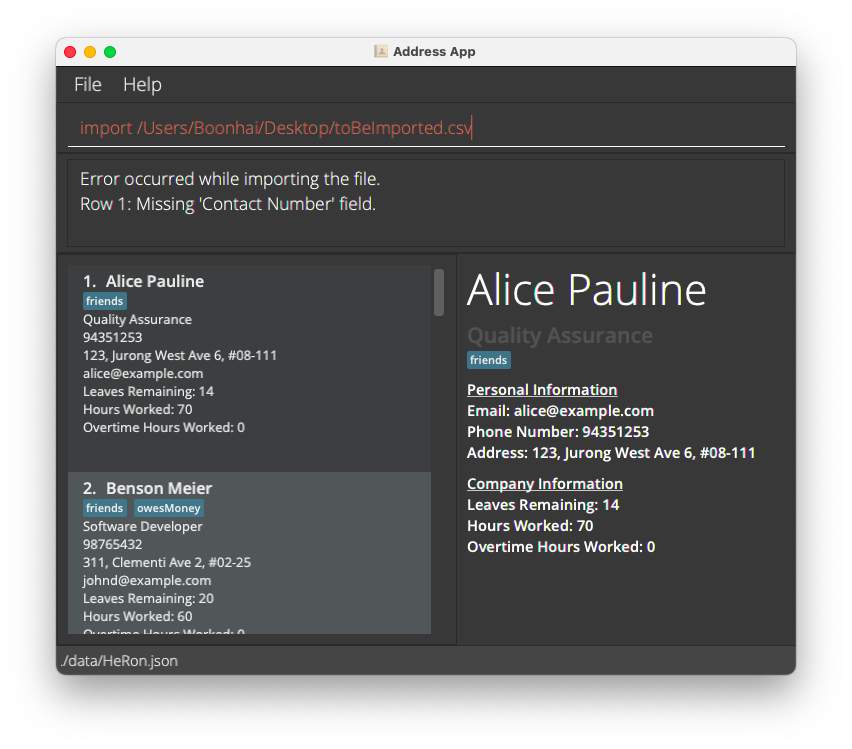 Address App
File Help
import /Users/Boonhai/Desktop/toBeImported.csv
Error occurred while importing the file.
Row 1: Missing 'Contact Number' field.
1. Alice Pauline
friends
Quality Assurance
94351253
123, Jurong West Ave 6, #08-111
alice@example.com
Leaves Remaining: 14
Hours Worked: 70
Overtime Hours Worked: 0
2. Benson Meier
friends owesMoney
Software Developer
98765432
311, Clementi Ave 2, #02-25
johnd@example.com
Leaves Remaining: 20
Hours Worked: 60
Overtime Hours Worked: 0
Alice Pauline
Quality Assurance
friends
Personal Information
Email: alice@example.com
Phone Number: 94351253
Address: 123, Jurong West Ave 6, #08-111
Company Information
Leaves Remaining: 14
Hours Worked: 70
Overtime Hours Worked: 0
./data/HeRon.json